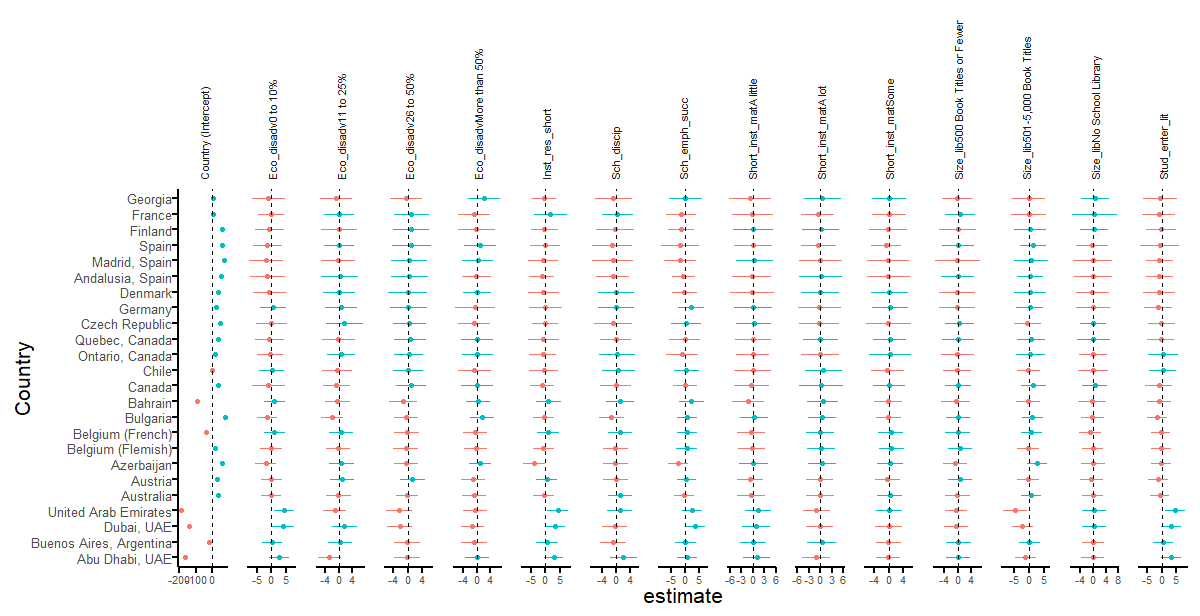 Country (Intercept)
Eco_disadv0 to 10%
Eco_disadv11 to 25%
Eco_disadv26 to 50%
Eco_disadvMore than 50%
Inst_res_short
Sch_discip
Sch_emph_succ
Short_inst_matA little
Short_inst_matA lot
Short_inst_matSome
Size_lib500 Book Titles or Fewer
Size_lib501-5,000 Book Titles
Size_libNo School Library
Stud_enter_lit
Country
Georgia
France
Finland
Spain
Madrid, Spain
Andalusia, Spain
Denmark
Germany
Czech Republic
Quebec, Canada
Ontario, Canada
Chile
Canada
Bahrain
Bulgaria
Belgium (French)
Belgium (Flemish)
Azerbaijan
Austria
Australia
United Arab Emirates
Dubai, UAE
Buenos Aires, Argentina
Abu Dhabi, UAE
-200-100 0 -5 0 5 -4 0 4 -4 0 4 -4 0 4 -5 0 5 -4 0 4 -5 0 5 -6-3 0 3 6 -6-3 0 3 6 -4 0 4 -4 0 4 -5 0 5 -4 0 4 8 -5 0 5
estimate